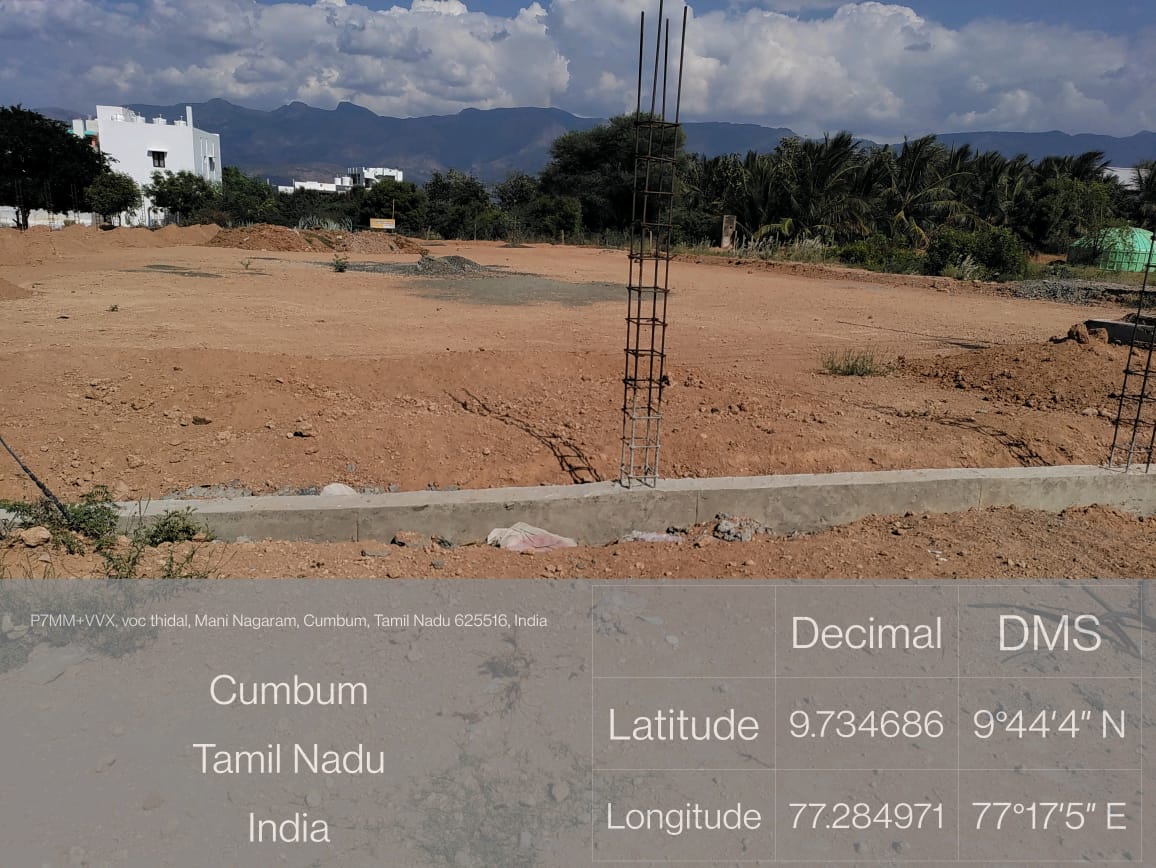 P7MM+VVX, voc thidal, Mani Nagaram, Cumbum, Tamil Nadu 625516, India
Cumbum
Tamil Nadu
India
Decimal DMS
Latitude 9.734686 9°44'4" N
Longitude 77.284971 77°17'5" E